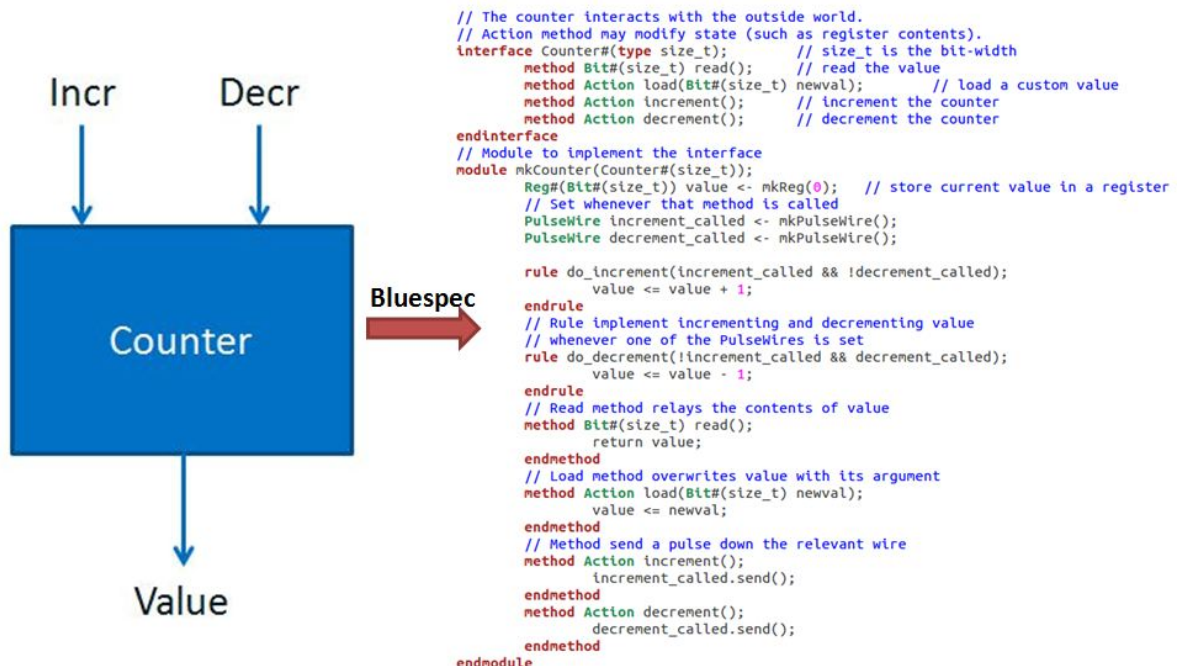 Incr Decr
Counter
Value
Bluespec
// The counter interacts with the outside world.
// Action method may modify state (such as register contents).
interface Counter#(type size_t); // size_t is the bit-width
method Bit#(size_t) read(); // read the value
method Action load(Bit#(size_t) newval); // load a custom value
method Action increment(); // increment the counter
method Action decrement(); // decrement the counter
endinterface
// Module to implement the interface
module mkCounter(Counter#(size_t));
Reg#(Bit#(size_t)) value <- mkReg(0); // store current value in a register
// Set whenever that method is called
PulseWire increment_called <- mkPulseWire();
PulseWire decrement_called <- mkPulseWire();
rule do_increment(increment_called && !decrement_called);
value <= value + 1;
endrule
// Rule implement incrementing and decrementing value
// whenever one of the PulseWires is set
rule do_decrement(!increment_called && decrement_called);
value <= value - 1;
endrule
// Read method relays the contents of value
method Bit#(size_t) read();
return value;
endmethod
// Load method overwrites value with its argument
method Action load(Bit#(size_t) newval);
value <= newval;
endmethod
// Method send a pulse down the relevant wire
method Action increment();
increment_called.send();
endmethod
method Action decrement();
decrement_called.send();
endmethod
endmodule